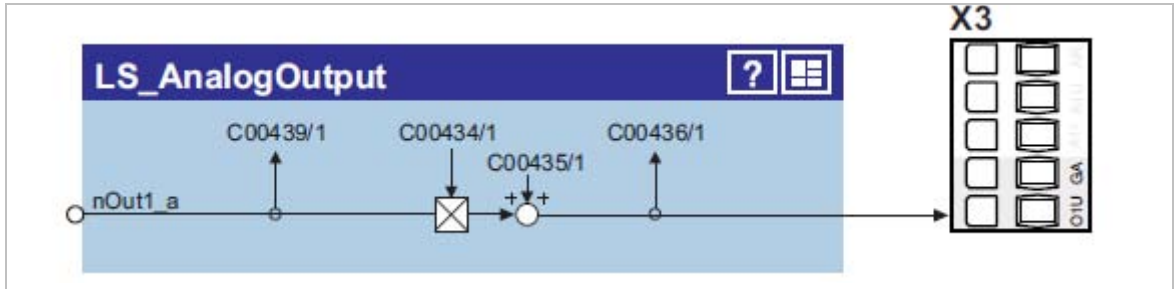 X3
LS_AnalogOutput
?
C00439/1
C00434/1
C00436/1
C00435/1
+ +
nOut1_a
GA
O1U